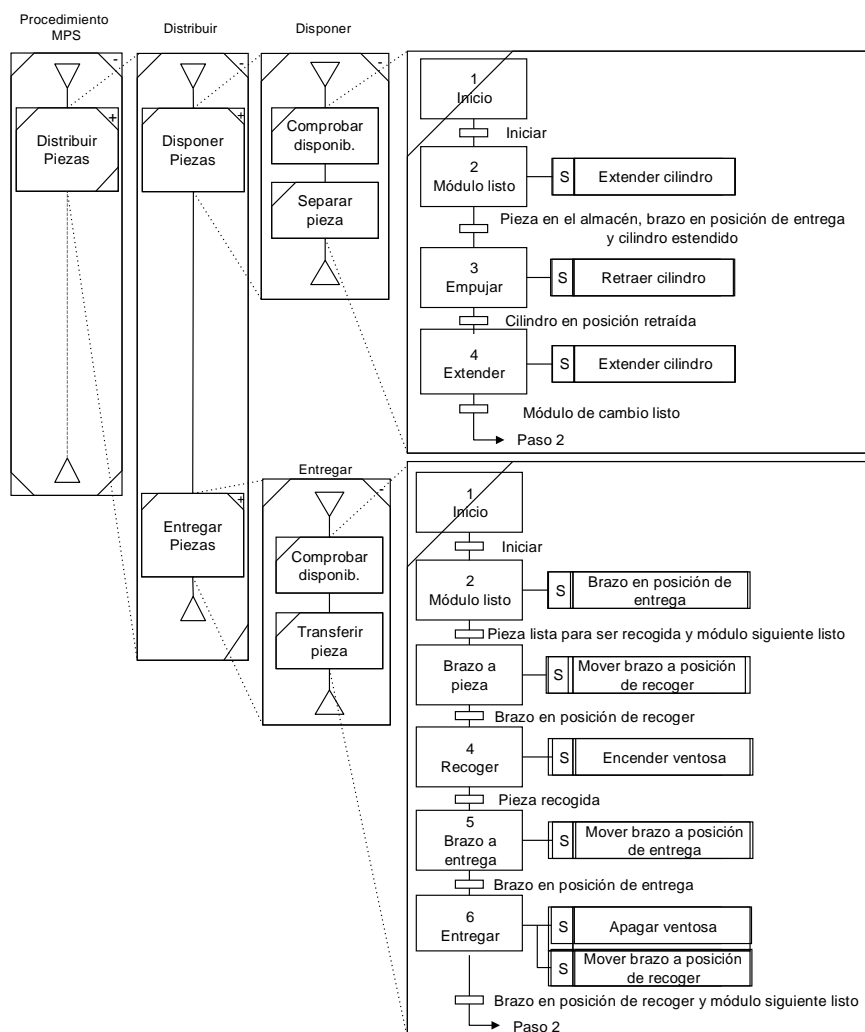 Procedimiento
MPS
Distribuir
Disponer
-
-
-
-
+
+
Distribuir
Piezas
Disponer
Piezas
Comprobar
disponib.
Separar
pieza
1
Inicio
Iniciar
2
Módulo listo
S
Extender cilindro
Pieza en el almacén, brazo en posición de entrega
y cilindro estendido
3
Empujar
S
Retraer cilindro
Cilindro en posición retraída
4
Extender
S
Extender cilindro
Módulo de cambio listo
Paso 2
Entregar
+
Entregar
Piezas
Comprobar
disponib.
Transferir
pieza
1
Inicio
Iniciar
2
Módulo listo
S
Brazo en posición de
entrega
Pieza lista para ser recogida y módulo siguiente listo
Brazo a
pieza
S
Mover brazo a posición
de recoger
Brazo en posición de recoger
4
Recoger
S
Encender ventosa
Pieza recogida
5
Brazo a
entrega
S
Mover brazo a posición
de entrega
Brazo en posición de entrega
6
Entregar
S
Apagar ventosa
S
Mover brazo a posición
de recoger
Brazo en posición de recoger y módulo siguiente listo
Paso 2